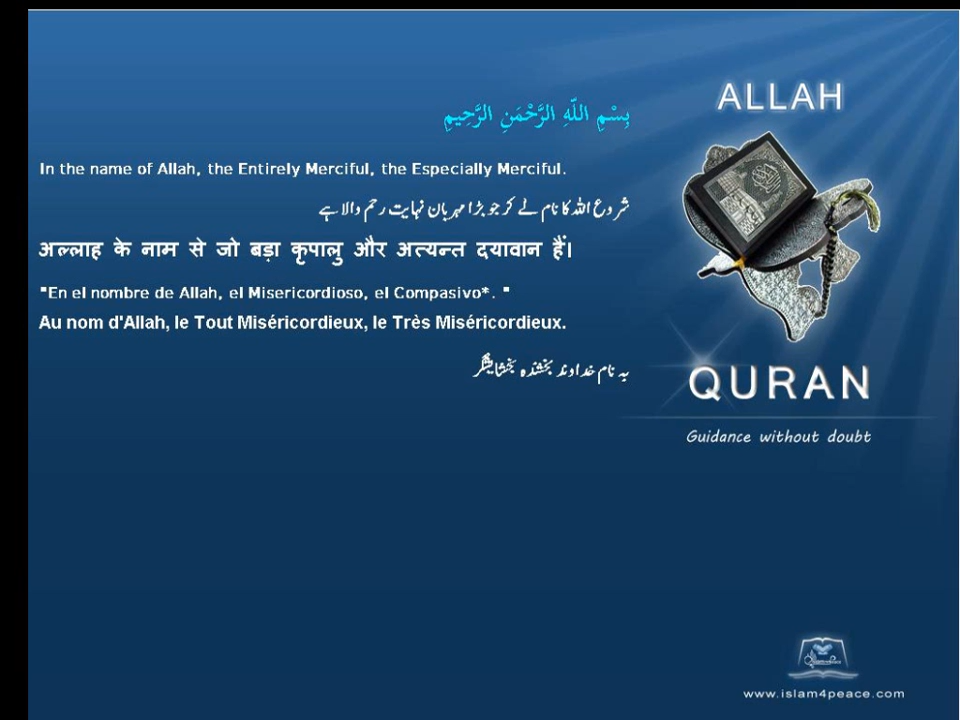 بِسْمِ اللَّهِ الرَّحْمَنِ الرَّحِيمِ
In the name of Allah, the Entirely Merciful, the Especially Merciful.
شروع اللہ کا نام لے کر جو بڑا مہربان نہایت رحم والا ہے
अल्लाह के नाम से जो बड़ा कृपालु और अत्यन्त दयावान हैं।
"En el nombre de Allah, el Misericordioso, el Compasivo*. "
Au nom d'Allah, le Tout Miséricordieux, le Très Miséricordieux.
به نام خداوند بخشنده بخشایشگر
ALLAH
QURAN
Guidance without doubt
www.islam4peace.com